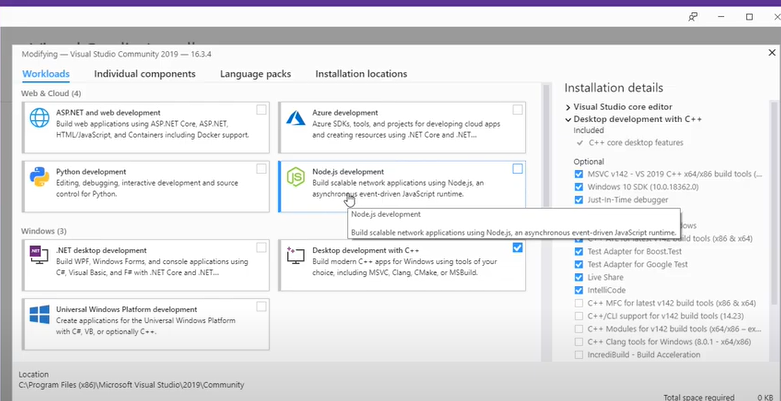 Modifying — Visual Studio Community 2019 — 16.3.4
Workloads
Individual components
Language packs
Installation locations
Web & Cloud (4)
ASP.NET and web development
Build web applications using ASP.NET Core, ASP.NET,
HTML/JavaScript, and Containers including Docker support.
Azure development
Azure SDKs, tools, and projects for developing cloud apps
and creating resources using .NET Core and .NET....
Python development
Editing, debugging, interactive development and source
control for Python.
Node.js development
Build scalable network applications using Node.js, an
asynchronous event-driven JavaScript runtime.
Node.js development
Build scalable network applications using Node.js, an asynchronous event-driven JavaScript runtime.
Windows (3)
.NET desktop development
Build WPF, Windows Forms, and console applications using
C#, Visual Basic, and F# with .NET Core and .NET...
Desktop development with C++
Build modern C++ apps for Windows using tools of your
choice, including MSVC, Clang, CMake, or MSBuild.
Universal Windows Platform development
Create applications for the Universal Windows Platform
with C#, VB, or optionally C++.
Installation details
Visual Studio core editor
Desktop development with C++
Included
C++ core desktop features
Optional
MSVC v142 - VS 2019 C++ x64/x86 build tools (...
Windows 10 SDK (10.0.18362.0)
Just-In-Time debugger
build tools (x86 & x64)
Test Adapter for Boost.Test
Test Adapter for Google Test
Live Share
IntelliCode
C++ MFC for latest v142 build tools (x86 & x64)
C++/CLI support for v142 build tools (14.23)
C++ Modules for v142 build tools (x64/x86 – ex...
C++ Clang tools for Windows (8.0.1 - x64/x86)
IncrediBuild - Build Acceleration
Location
C:\Program Files (x86)\Microsoft Visual Studio\2019\Community
Total space required 0 KB